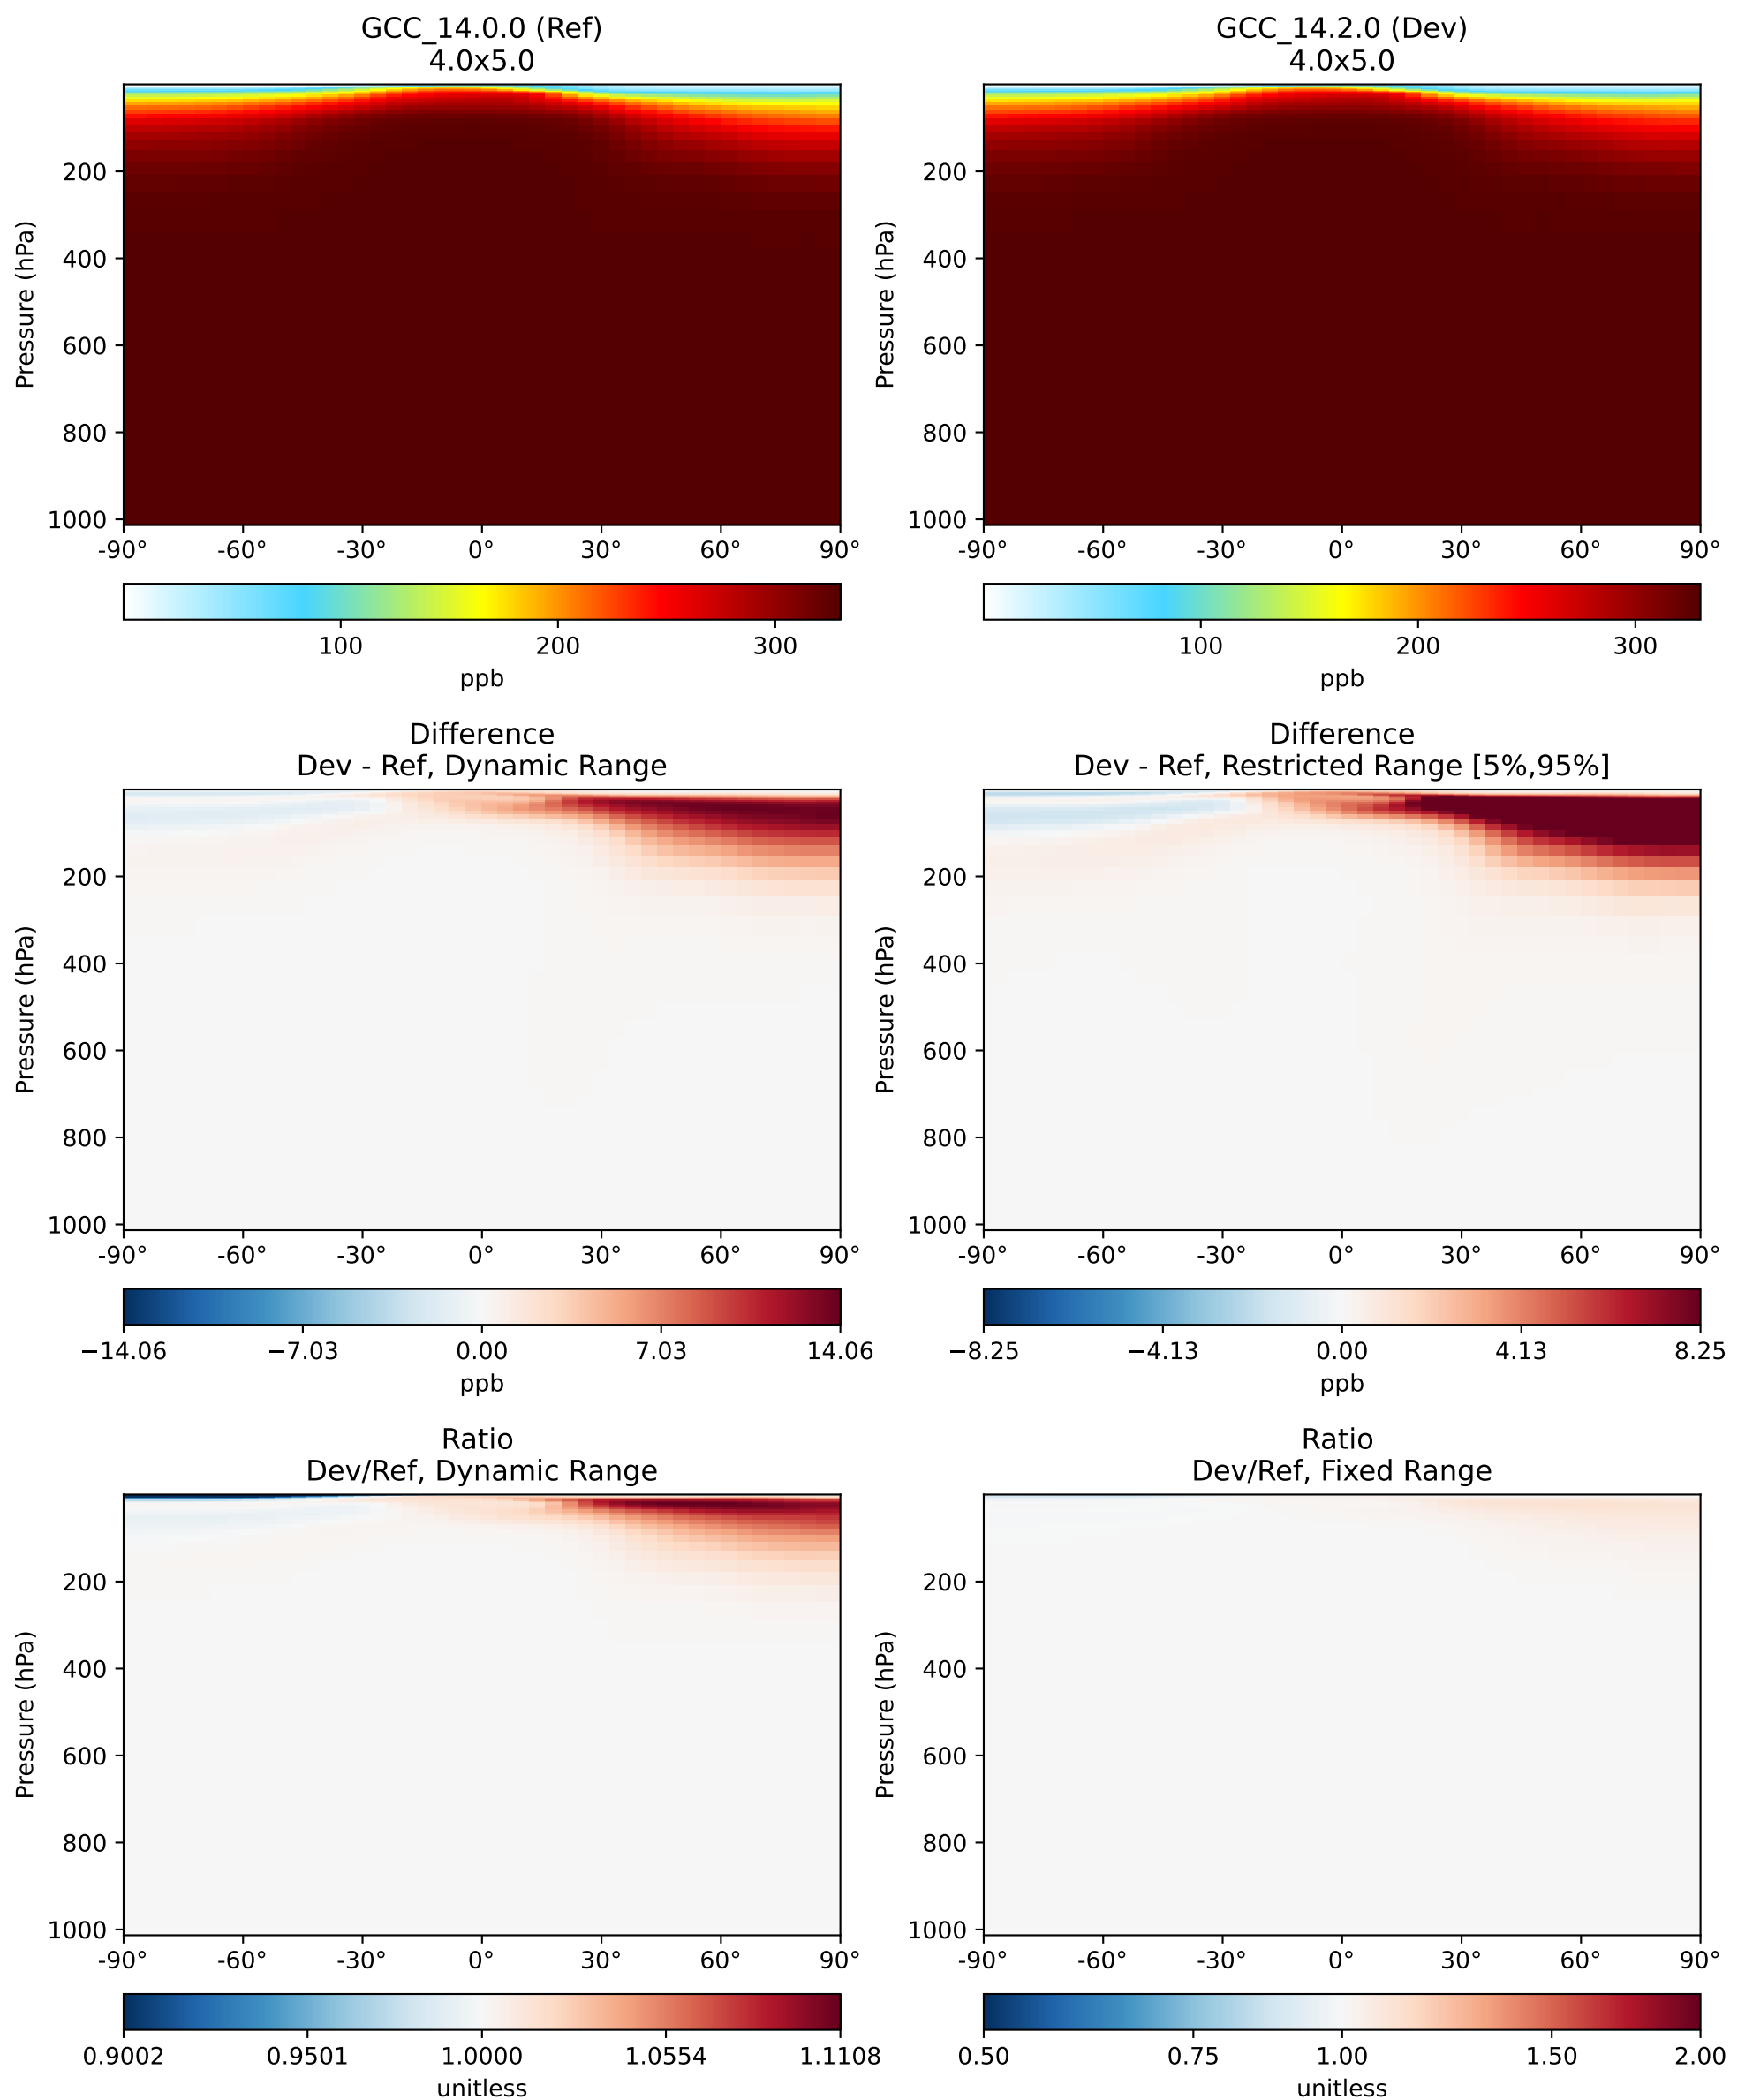 GCC_14.0.0 (Ref)
4.0x5.0
Pressure (hPa)
200
400
600
800
1000
-90° -60° -30° 0° 30° 60° 90°
100 200 300
ppb
GCC_14.2.0 (Dev)
4.0x5.0
Pressure (hPa)
200
400
600
800
1000
-90° -60° -30° 0° 30° 60° 90°
100 200 300
ppb
Difference
Dev - Ref, Dynamic Range
Pressure (hPa)
200
400
600
800
1000
-90° -60° -30° 0° 30° 60° 90°
−14.06 −7.03 0.00 7.03 14.06
ppb
Difference
Dev - Ref, Restricted Range [5%,95%]
Pressure (hPa)
200
400
600
800
1000
-90° -60° -30° 0° 30° 60° 90°
−8.25 −4.13 0.00 4.13 8.25
ppb
Ratio
Dev/Ref, Dynamic Range
Pressure (hPa)
200
400
600
800
1000
-90° -60° -30° 0° 30° 60° 90°
0.9002 0.9501 1.0000 1.0554 1.1108
unitless
Ratio
Dev/Ref, Fixed Range
Pressure (hPa)
200
400
600
800
1000
-90° -60° -30° 0° 30° 60° 90°
0.50 0.75 1.00 1.50 2.00
unitless